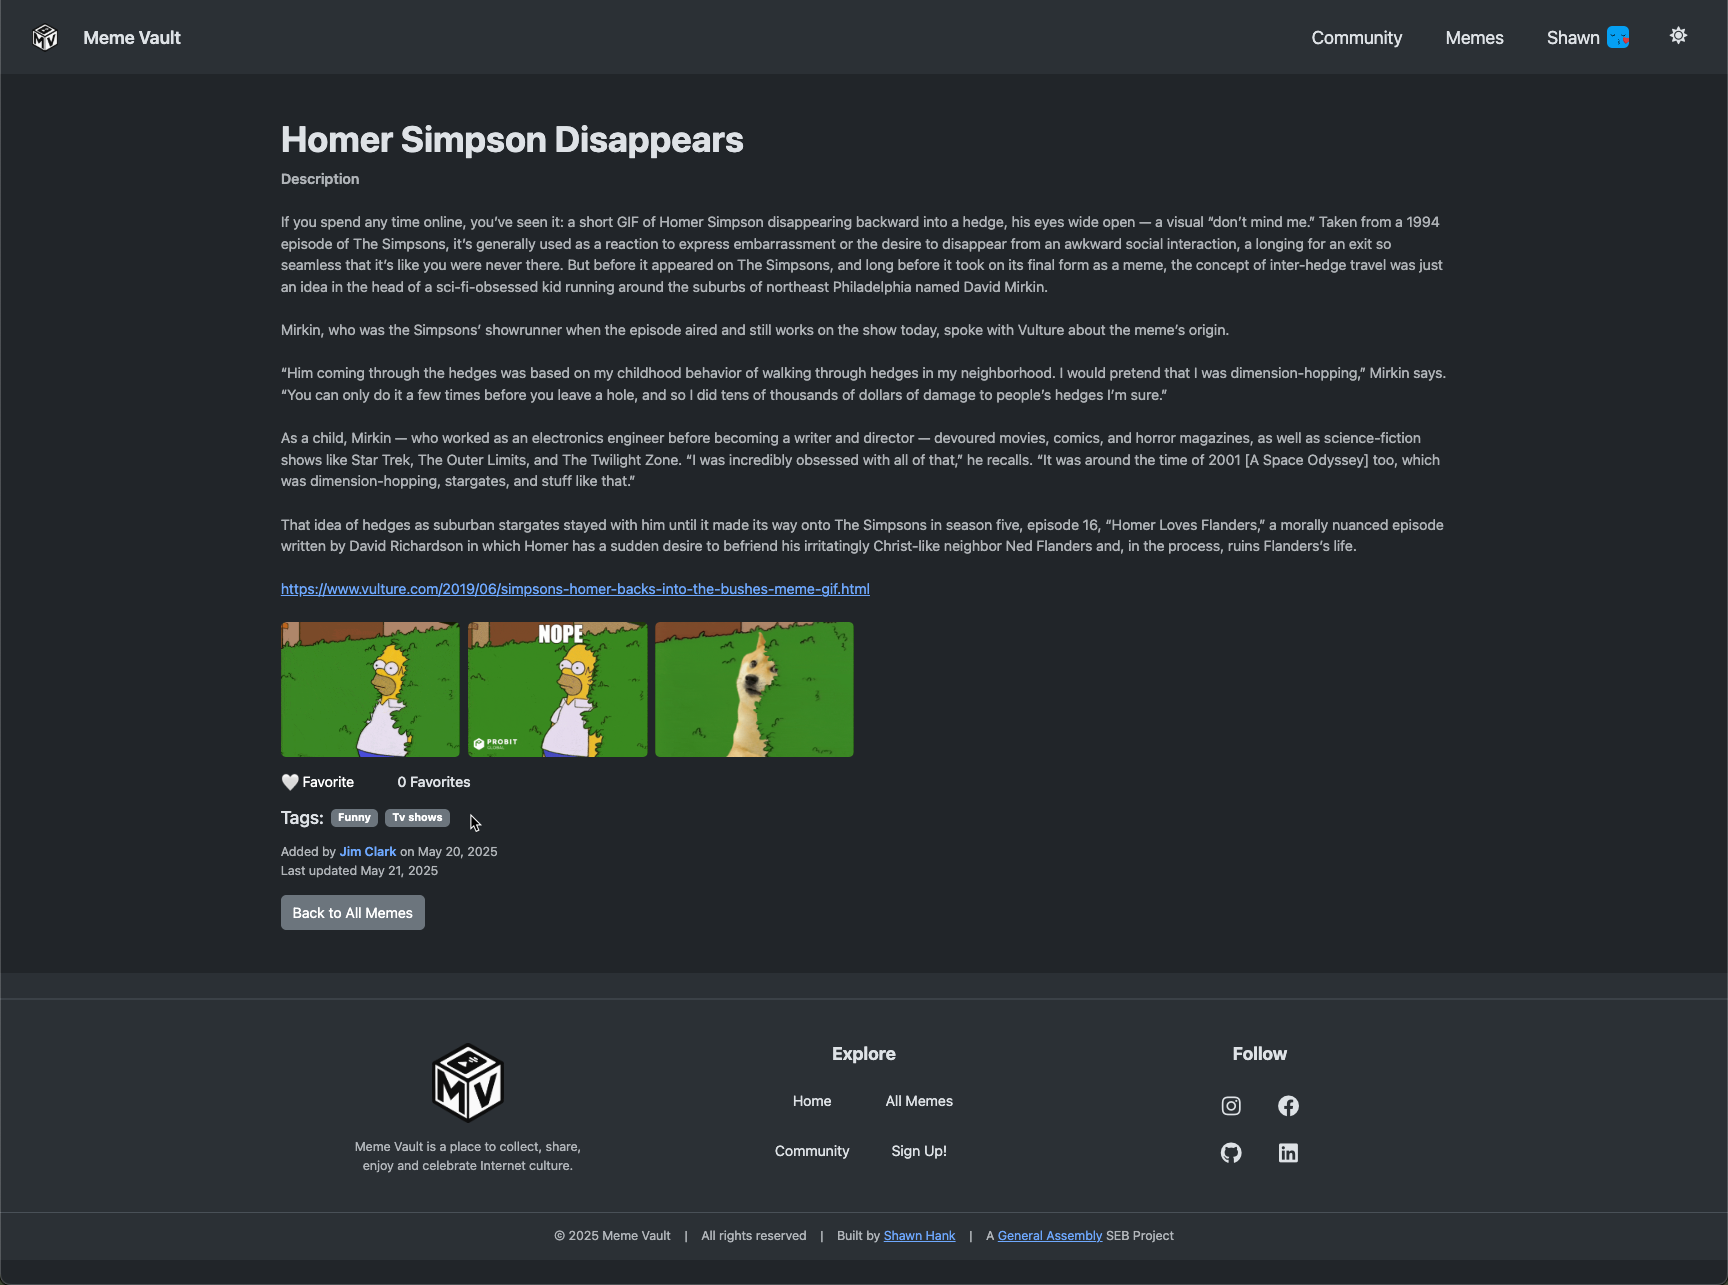 MV
Meme Vault
Community
Memes
Shawn
Homer Simpson Disappears
Description
If you spend any time online, you’ve seen it: a short GIF of Homer Simpson disappearing backward into a hedge, his eyes wide open — a visual “don’t mind me.” Taken from a 1994
episode of The Simpsons, it’s generally used as a reaction to express embarrassment or the desire to disappear from an awkward social interaction, a longing for an exit so
seamless that it’s like you were never there. But before it appeared on The Simpsons, and long before it took on its final form as a meme, the concept of inter-hedge travel was just
an idea in the head of a sci-fi-obsessed kid running around the suburbs of northeast Philadelphia named David Mirkin.
Mirkin, who was the Simpsons’ showrunner when the episode aired and still works on the show today, spoke with Vulture about the meme’s origin.
“Him coming through the hedges was based on my childhood behavior of walking through hedges in my neighborhood. I would pretend that I was dimension-hopping,” Mirkin says.
“You can only do it a few times before you leave a hole, and so I did tens of thousands of dollars of damage to people’s hedges I’m sure.”
As a child, Mirkin — who worked as an electronics engineer before becoming a writer and director — devoured movies, comics, and horror magazines, as well as science-fiction
shows like Star Trek, The Outer Limits, and The Twilight Zone. “I was incredibly obsessed with all of that,” he recalls. “It was around the time of 2001 [A Space Odyssey] too, which
was dimension-hopping, stargates, and stuff like that.”
That idea of hedges as suburban stargates stayed with him until it made its way onto The Simpsons in season five, episode 16, “Homer Loves Flanders,” a morally nuanced episode
written by David Richardson in which Homer has a sudden desire to befriend his irritatingly Christ-like neighbor Ned Flanders and, in the process, ruins Flanders’s life.
https://www.vulture.com/2019/06/simpsons-homer-backs-into-the-bushes-meme-gif.html
NOPE
PROBIT
GLOBAL
Favorite
0 Favorites
Tags: Funny Tv shows
Added by Jim Clark on May 20, 2025
Last updated May 21, 2025
Back to All Memes
MV
Meme Vault is a place to collect, share,
enjoy and celebrate Internet culture.
Explore
Home
All Memes
Community
Sign Up!
Follow
in
© 2025 Meme Vault | All rights reserved | Built by Shawn Hank | A General Assembly SEB Project